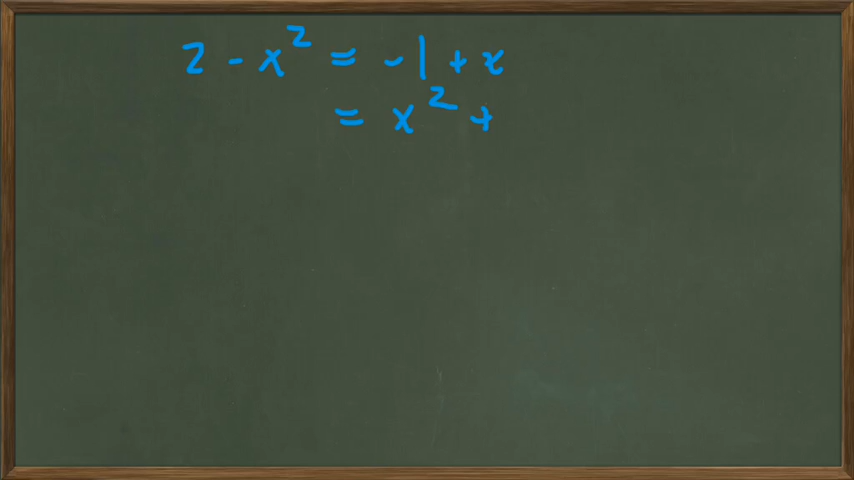 2 - x² = -1 + x
= x² +